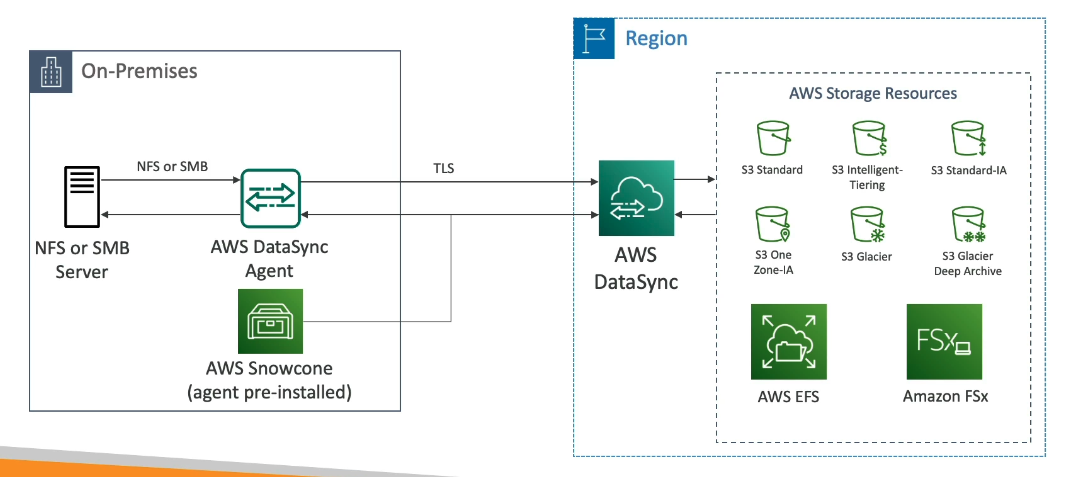 Region
On-Premises
AWS Storage Resources
S3 Standard
S3 Intelligent-
Tiering
S3 Standard-IA
NFS or SMB
TLS
NFS or SMB
Server
AWS DataSync
Agent
AWS
DataSync
S3 One
Zone-IA
S3 Glacier
S3 Glacier
Deep Archive
AWS Snowcone
(agent pre-installed)
FSx
AWS EFS
Amazon FSx